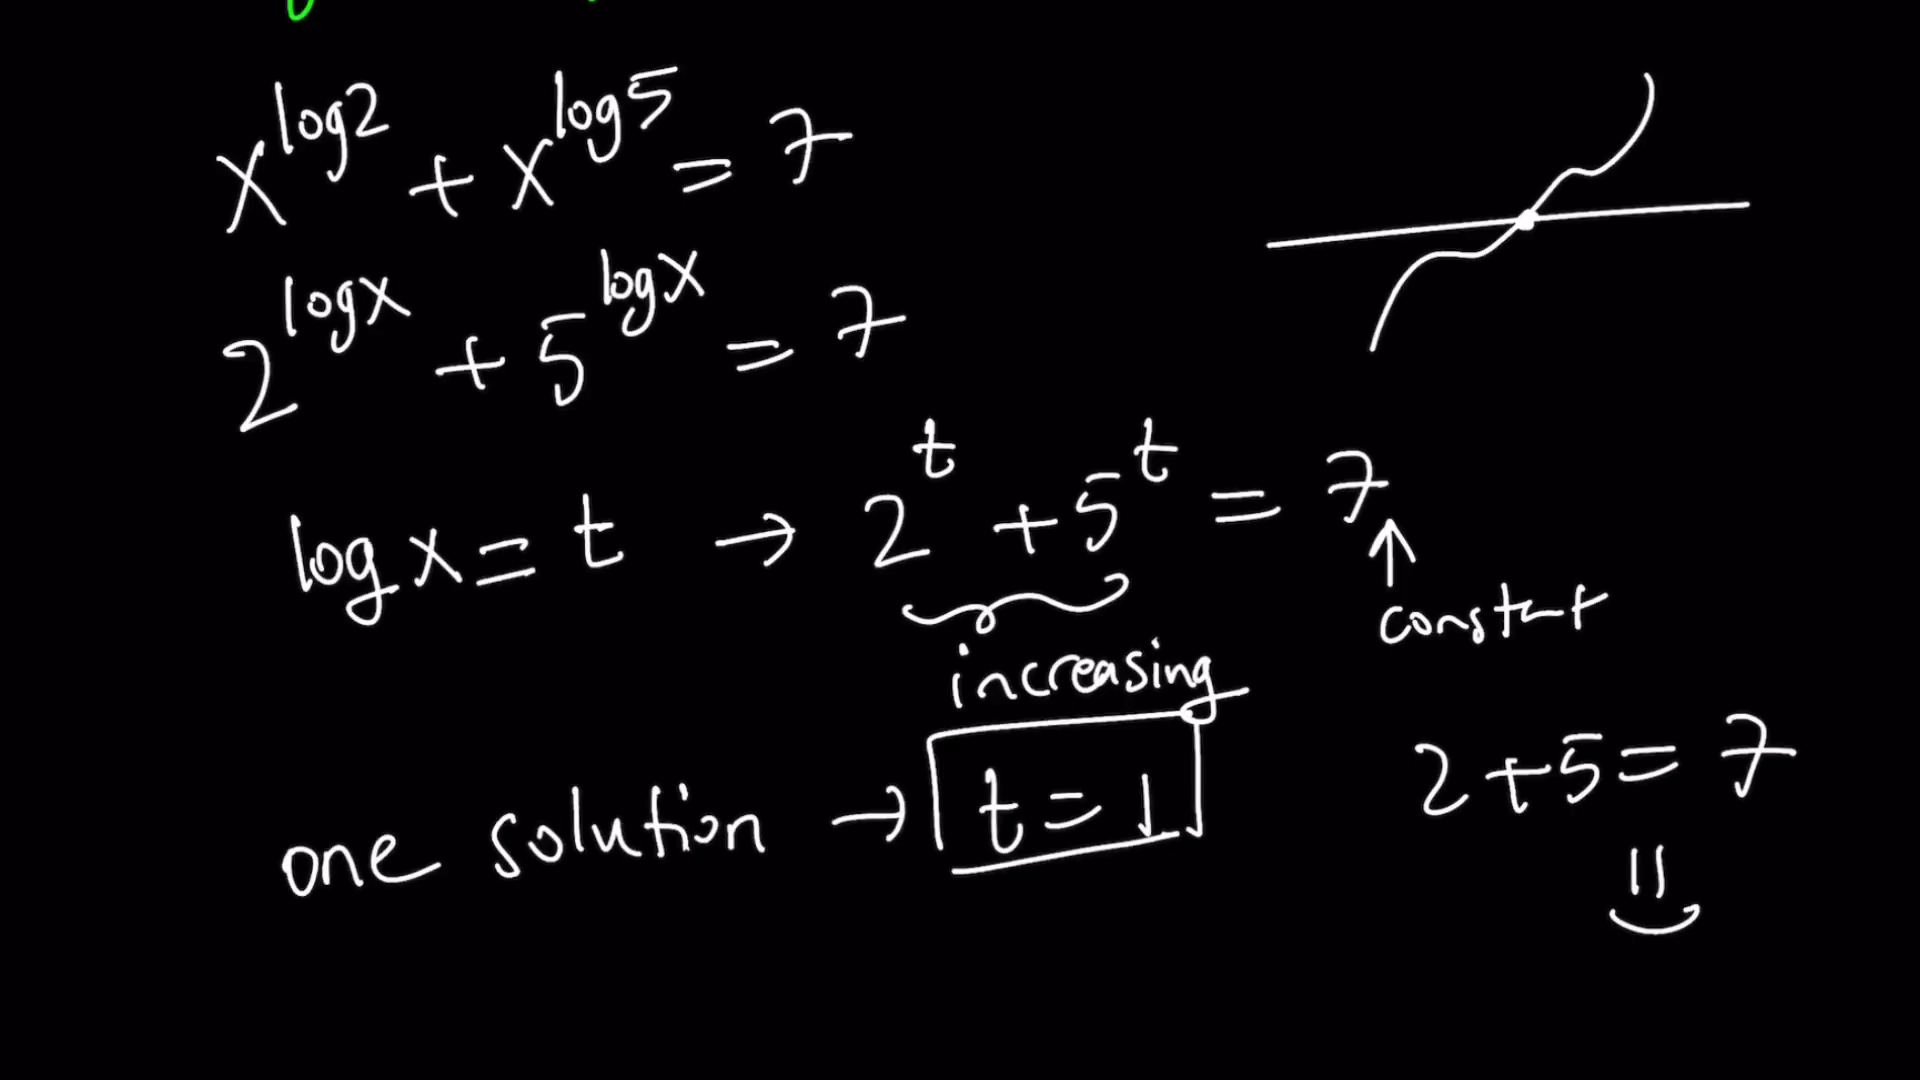 x^log2 + x^log5 = 7
2^logx + 5^logx = 7
log x = t → 2^t + 5^t = 7
constant
increasing
one solution → t = 1
2 + 5 = 7